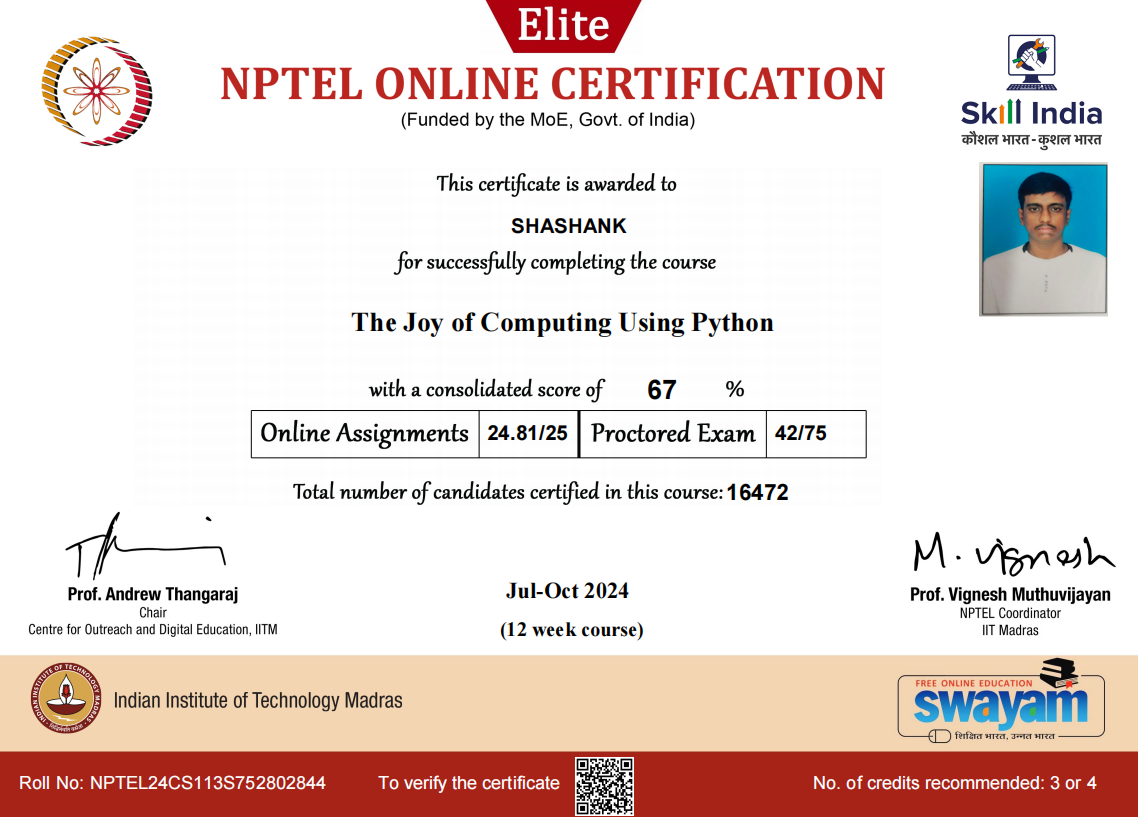 Elite
NPTEL ONLINE CERTIFICATION
(Funded by the MoE, Govt. of India)
Skill India
कौशल भारत - कुशल भारत
This certificate is awarded to
SHASHANK
for successfully completing the course
The Joy of Computing Using Python
with a consolidated score of 67 %
Online Assignments 24.81/25 Proctored Exam 42/75
Total number of candidates certified in this course: 16472
M. Vignesh
Prof. Andrew Thangaraj
Chair
Centre for Outreach and Digital Education, IITM
Jul-Oct 2024
(12 week course)
Prof. Vignesh Muthuvijayan
NPTEL Coordinator
IIT Madras
INDIAN INSTITUTE OF TECHNOLOGY MADRAS
Indian Institute of Technology Madras
FREE ONLINE EDUCATION
swayam
शिक्षित भारत, उन्नत भारत
Roll No: NPTEL24CS113S752802844
To verify the certificate
No. of credits recommended: 3 or 4